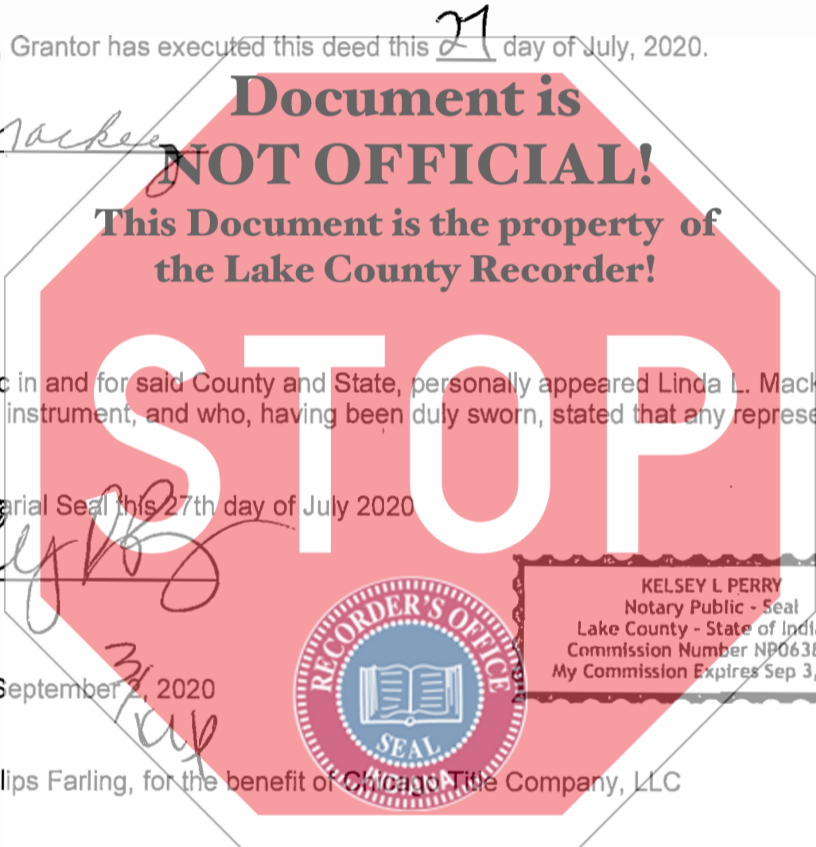 Grantor has executed this deed this 27 day of July, 2020.
Document is
NOT OFFICIAL!
Mackey
This Document is the property of
the Lake County Recorder!
STOP
c in and for said County and State, personally appeared Linda L. Mack
instrument, and who, having been duly sworn, stated that any represe
arial Seal this 27th day of July 2020
KELSEY L PERRY
Notary Public - Seal
Lake County - State of Indi
Commission Number NP0638
My Commission Expires Sep 3,
RECORDER'S OFFICE
SEAL
INDIANA
September , 2020
lips Farling, for the benefit of Chicago Title Company, LLC